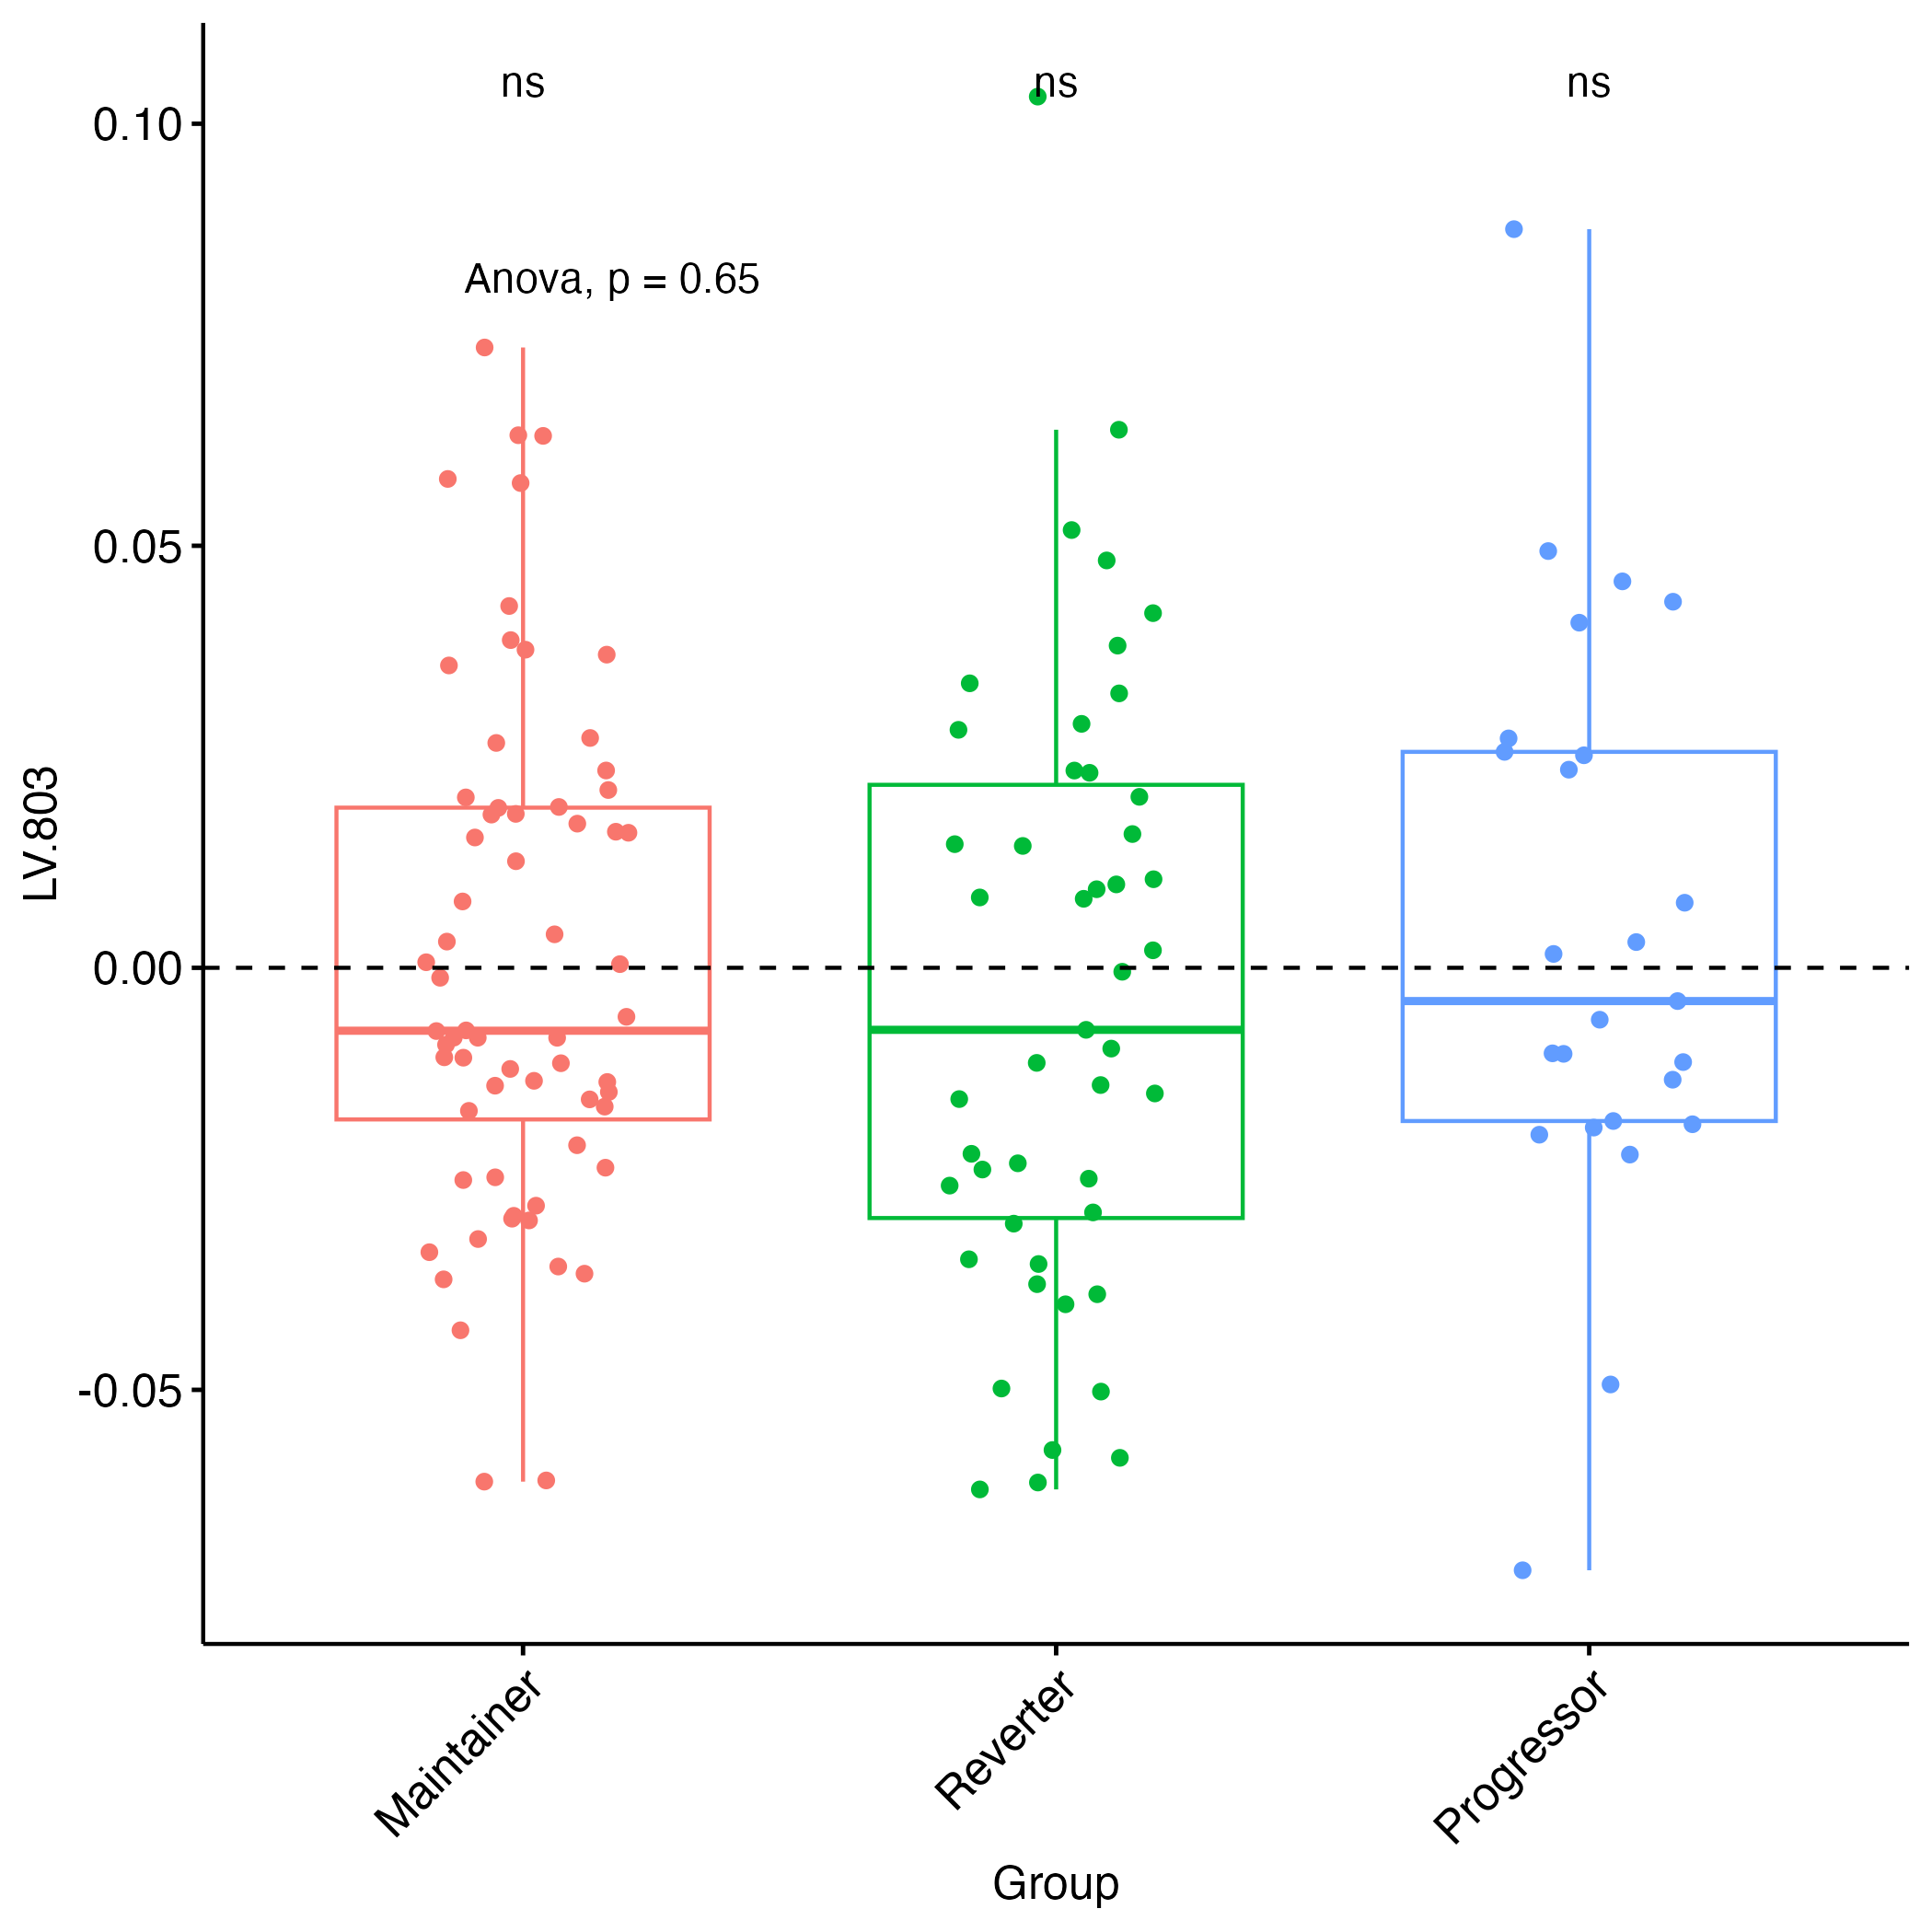 ns ns ns
Anova, p = 0.65
0.10
0.05
0.00
-0.05
LV.803
Maintainer
Reverter
Progressor
Group